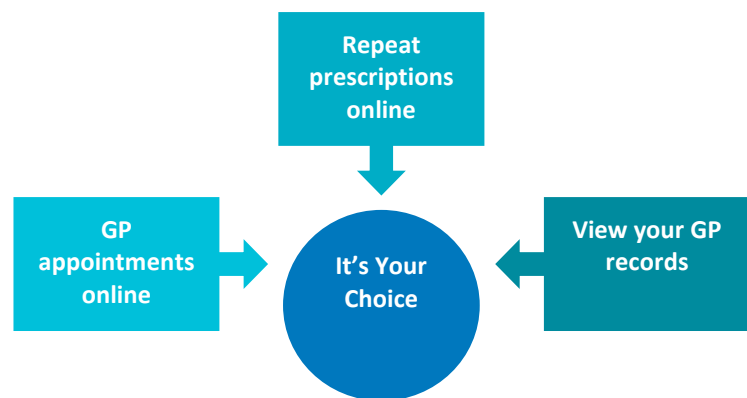 Repeat
prescriptions
online
GP
appointments
online
It’s Your
Choice
View your GP
records